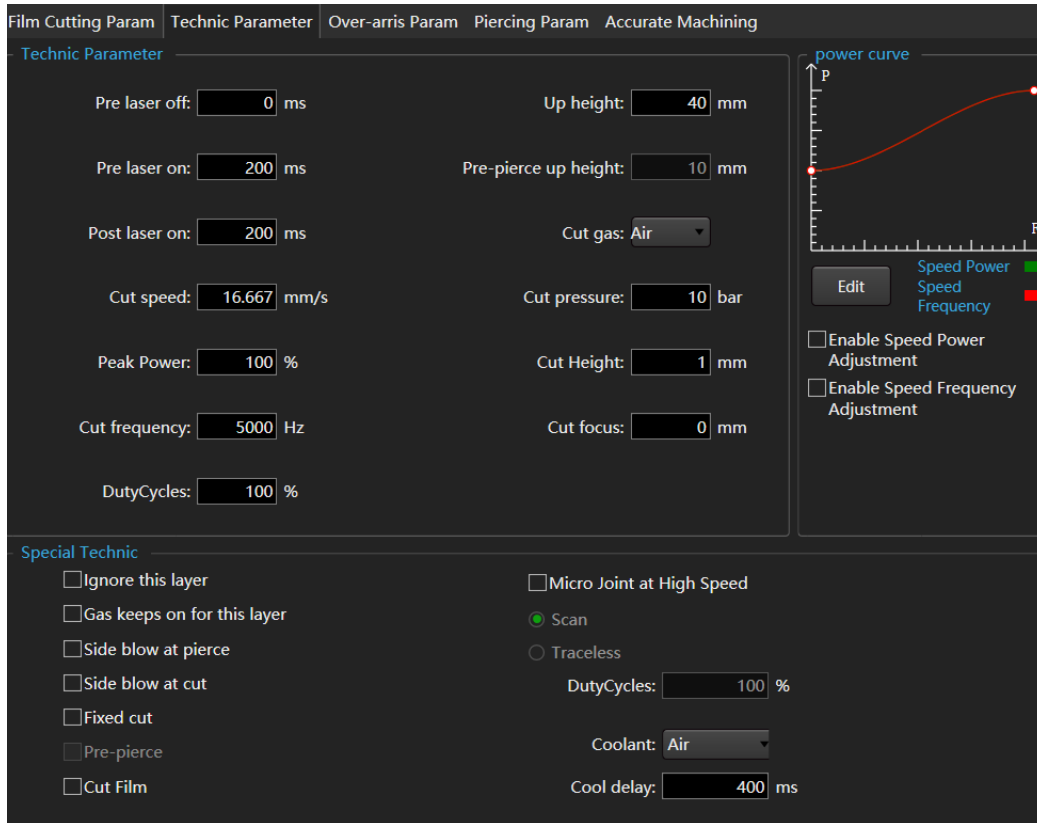 Film Cutting Param Technic Parameter Over-arris Param Piercing Param Accurate Machining
Technic Parameter
Pre laser off: 0 ms
Pre laser on: 200 ms
Post laser on: 200 ms
Cut speed: 16.667 mm/s
Peak Power: 100 %
Cut frequency: 5000 Hz
DutyCycles: 100 %
Up height: 40 mm
Pre-pierce up height: 10 mm
Cut gas: Air
Cut pressure: 10 bar
Cut Height: 1 mm
Cut focus: 0 mm
power curve
P
Edit
Speed Power
Speed
Frequency
Enable Speed Power
Adjustment
Enable Speed Frequency
Adjustment
Special Technic
Ignore this layer
Gas keeps on for this layer
Side blow at pierce
Side blow at cut
Fixed cut
Pre-pierce
Cut Film
Micro Joint at High Speed
Scan
Traceless
DutyCycles: 100 %
Coolant: Air
Cool delay: 400 ms